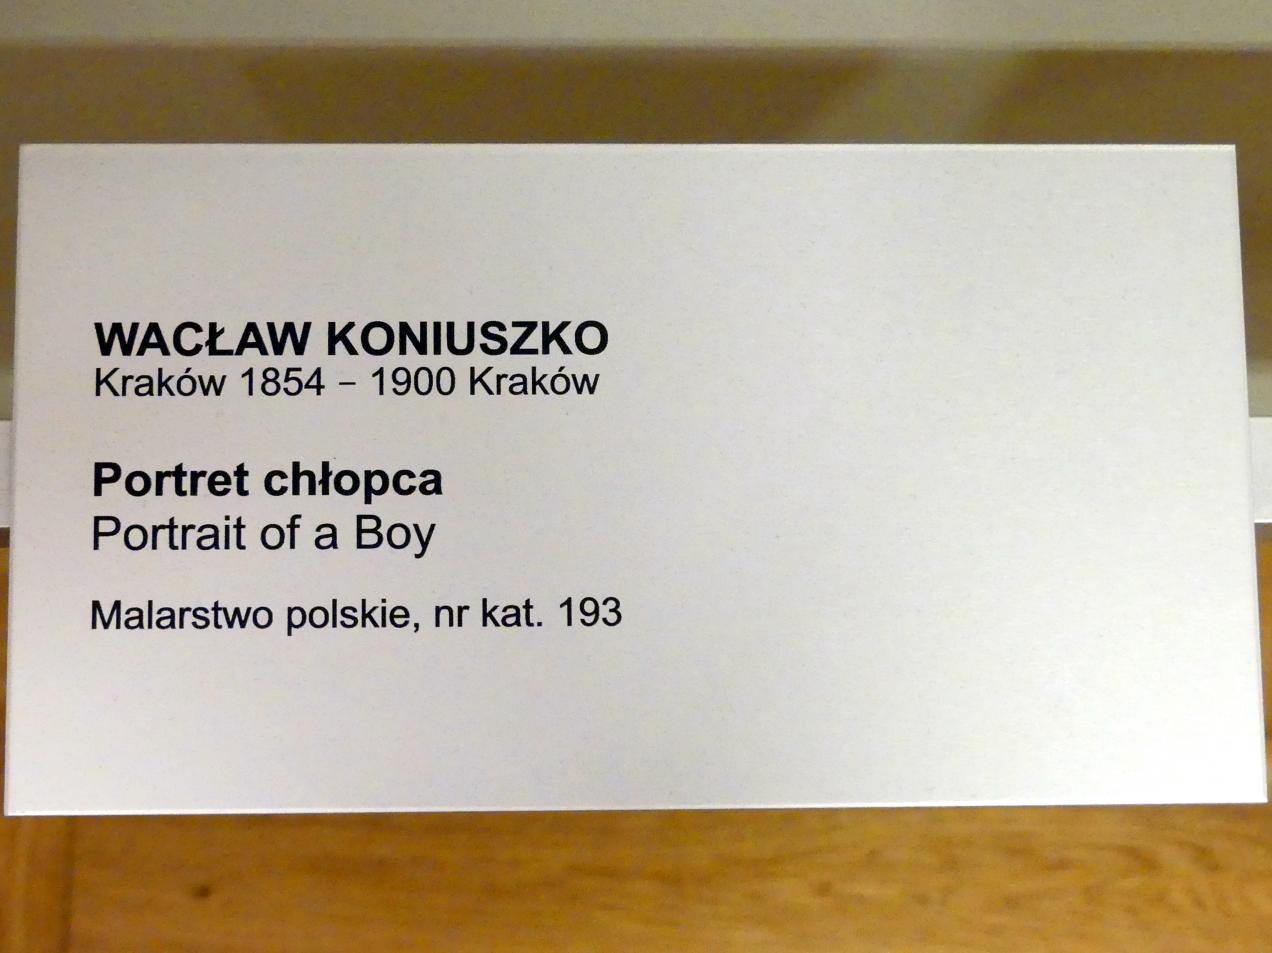 WACŁAW KONIUSZKO
Kraków 1854 – 1900 Kraków
Portret chłopca
Portrait of a Boy
Malarstwo polskie, nr kat. 193